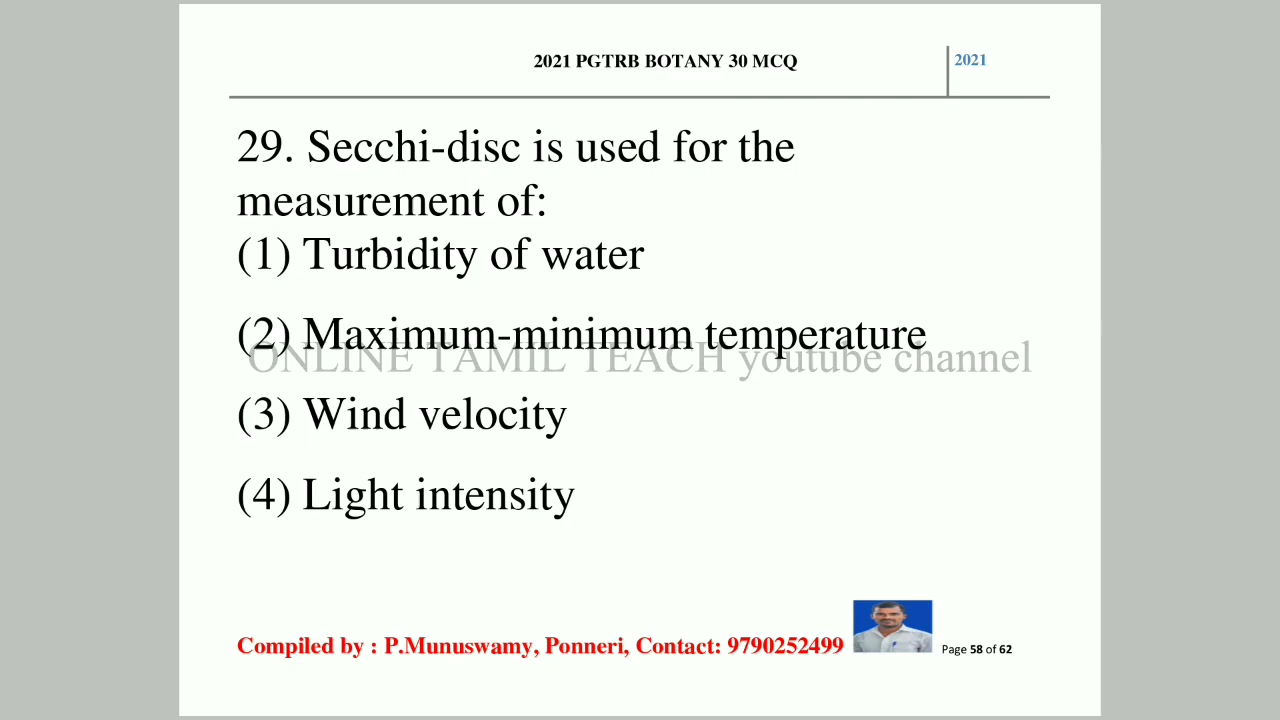 2021 PGTRB BOTANY 30 MCQ
2021
29. Secchi-disc is used for the
measurement of:
(1) Turbidity of water
(2) Maximum-minimum temperature
ONLINE TAMIL TEACH youtube channel
(3) Wind velocity
(4) Light intensity
Compiled by : P.Munuswamy, Ponneri, Contact: 9790252499
Page 58 of 62